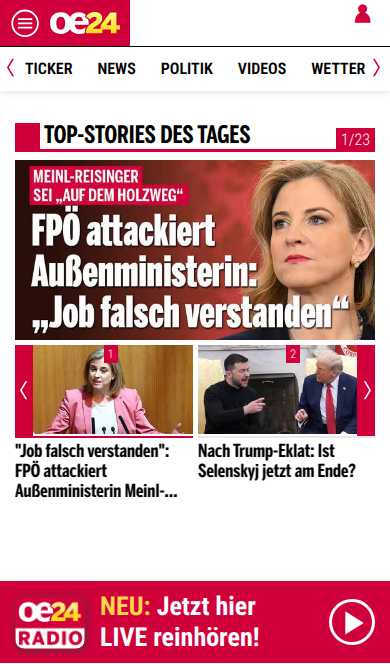 oe24
TICKER NEWS POLITIK VIDEOS WETTER
TOP-STORIES DES TAGES
1/23
MEINL-REISINGER
SEI „AUF DEM HOLZWEG“
FPÖ attackiert
Außenministerin:
„Job falsch verstanden“
1
2
"Job falsch verstanden":
FPÖ attackiert
Außenministerin Meinl-...
Nach Trump-Eklat: Ist
Selenskyj jetzt am Ende?
oe24
RADIO
NEU: Jetzt hier
LIVE reinhören!